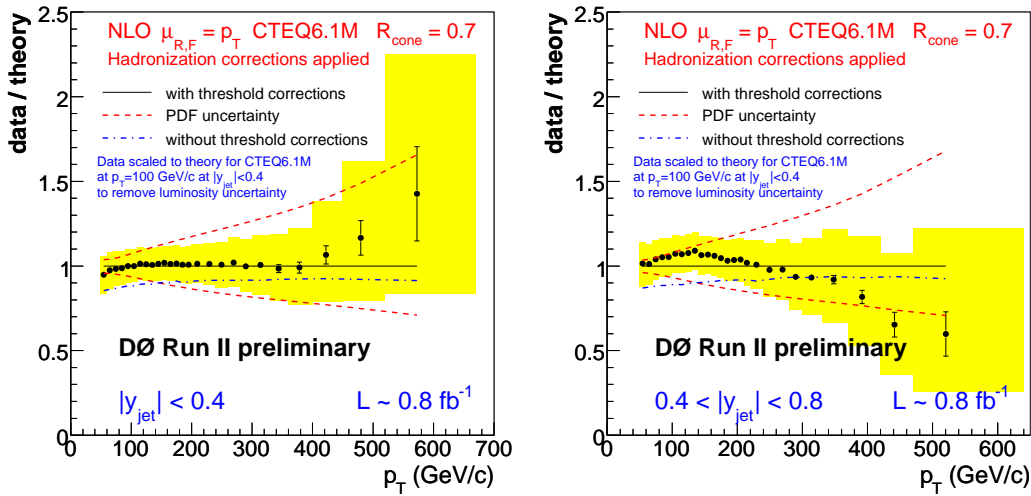 data / theory
2.5
2
1.5
1
0.5
0
NLO μR,F = pT CTEQ6.1M Rcone = 0.7
Hadronization corrections applied
with threshold corrections
PDF uncertainty
without threshold corrections
Data scaled to theory for CTEQ6.1M
at pT=100 GeV/c at |yjet|<0.4
to remove luminosity uncertainty
DØ Run II preliminary
|yjet| < 0.4 L ~ 0.8 fb-1
0 100 200 300 400 500 600 700
pT (GeV/c)
data / theory
2.5
2
1.5
1
0.5
0
NLO μR,F = pT CTEQ6.1M Rcone = 0.7
Hadronization corrections applied
with threshold corrections
PDF uncertainty
without threshold corrections
Data scaled to theory for CTEQ6.1M
at pT=100 GeV/c at |yjet|<0.4
to remove luminosity uncertainty
DØ Run II preliminary
0.4 < |yjet| < 0.8 L ~ 0.8 fb-1
0 100 200 300 400 500 600
pT (GeV/c)